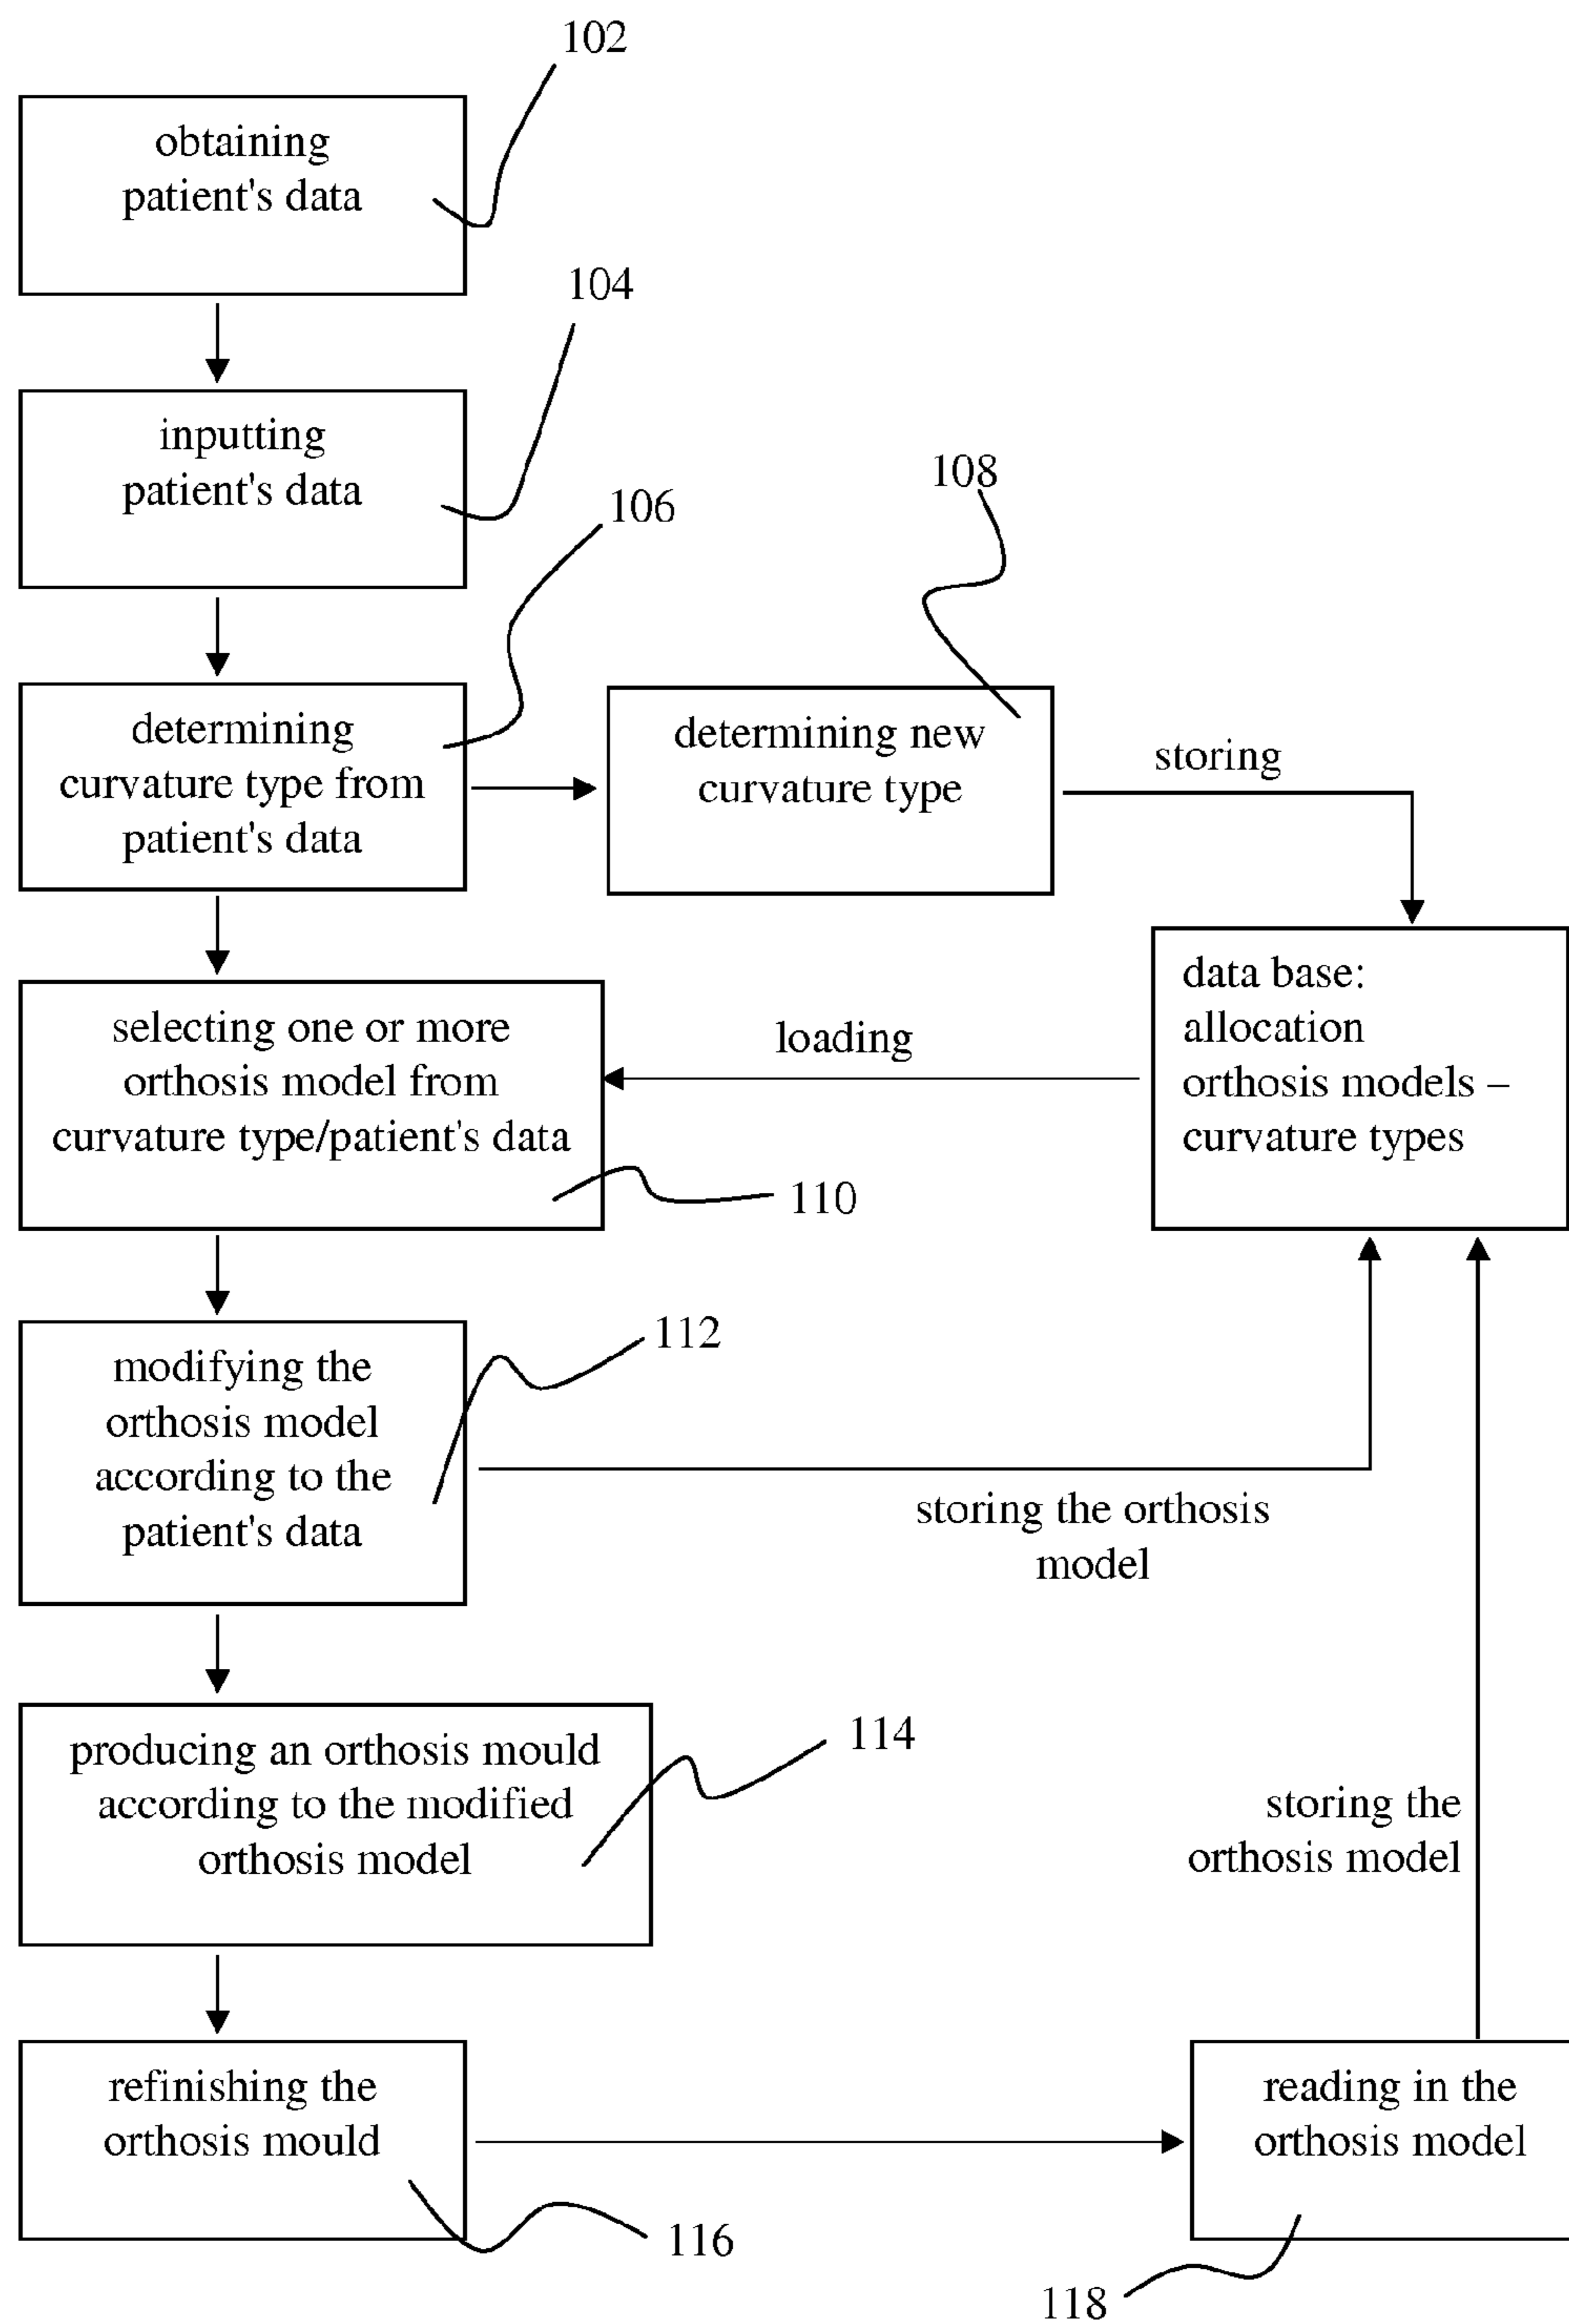 102
obtaining
patient's data
104
inputting
patient's data
106
108
determining
curvature type from
patient's data
determining new
curvature type
storing
data base:
allocation
orthosis models –
curvature types
loading
selecting one or more
orthosis model from
curvature type/patient's data
110
112
modifying the
orthosis model
according to the
patient's data
storing the orthosis
model
114
producing an orthosis mould
according to the modified
orthosis model
storing the
orthosis model
refinishing the
orthosis mould
116
reading in the
orthosis model
118